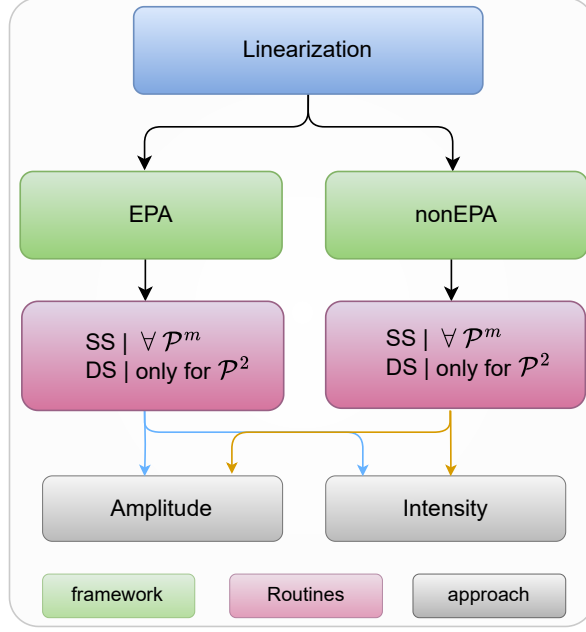 Linearization
EPA
nonEPA
SS | ∀ 𝒫^m
DS | only for 𝒫^2
SS | ∀ 𝒫^m
DS | only for 𝒫^2
Amplitude
Intensity
framework
Routines
approach